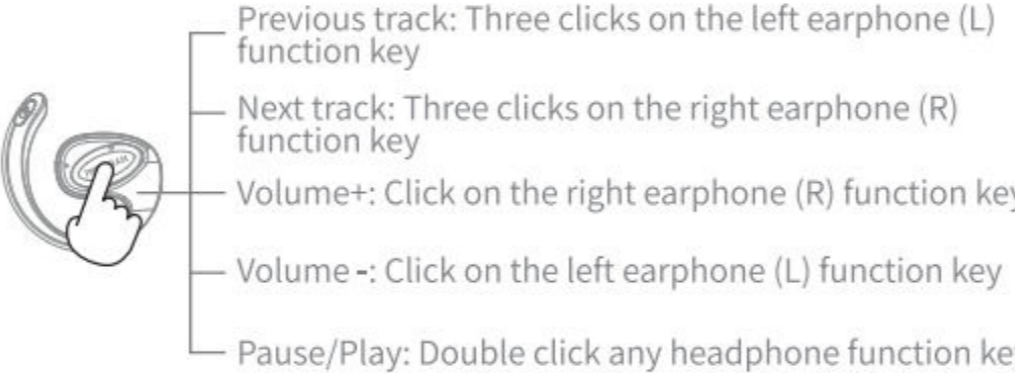 Previous track: Three clicks on the left earphone (L)
function key
Next track: Three clicks on the right earphone (R)
function key
Volume+: Click on the right earphone (R) function key
Volume -: Click on the left earphone (L) function key
Pause/Play: Double click any headphone function ke